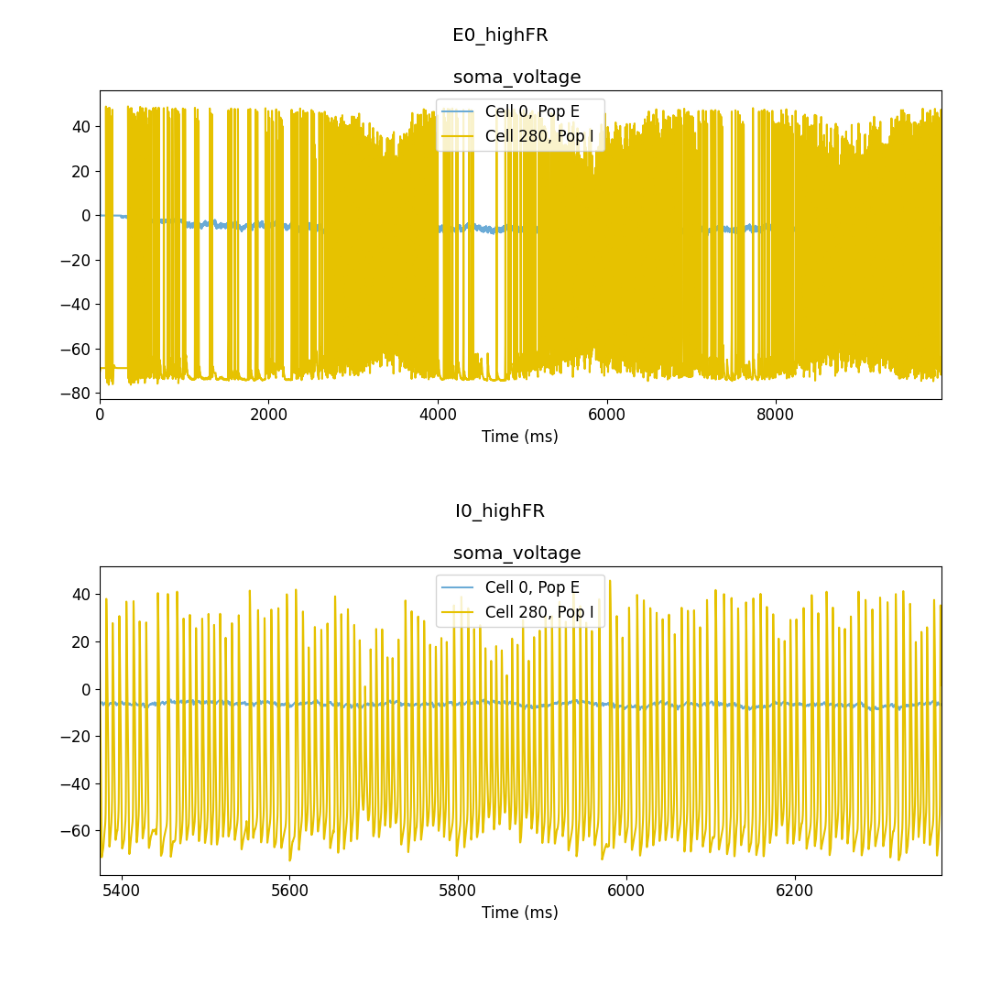 E0_highFR
soma_voltage
Cell 0, Pop E
Cell 280, Pop I
40
20
0
−20
−40
−60
−80
0 2000 4000 6000 8000
Time (ms)
I0_highFR
soma_voltage
Cell 0, Pop E
Cell 280, Pop I
40
20
0
−20
−40
−60
5400 5600 5800 6000 6200
Time (ms)